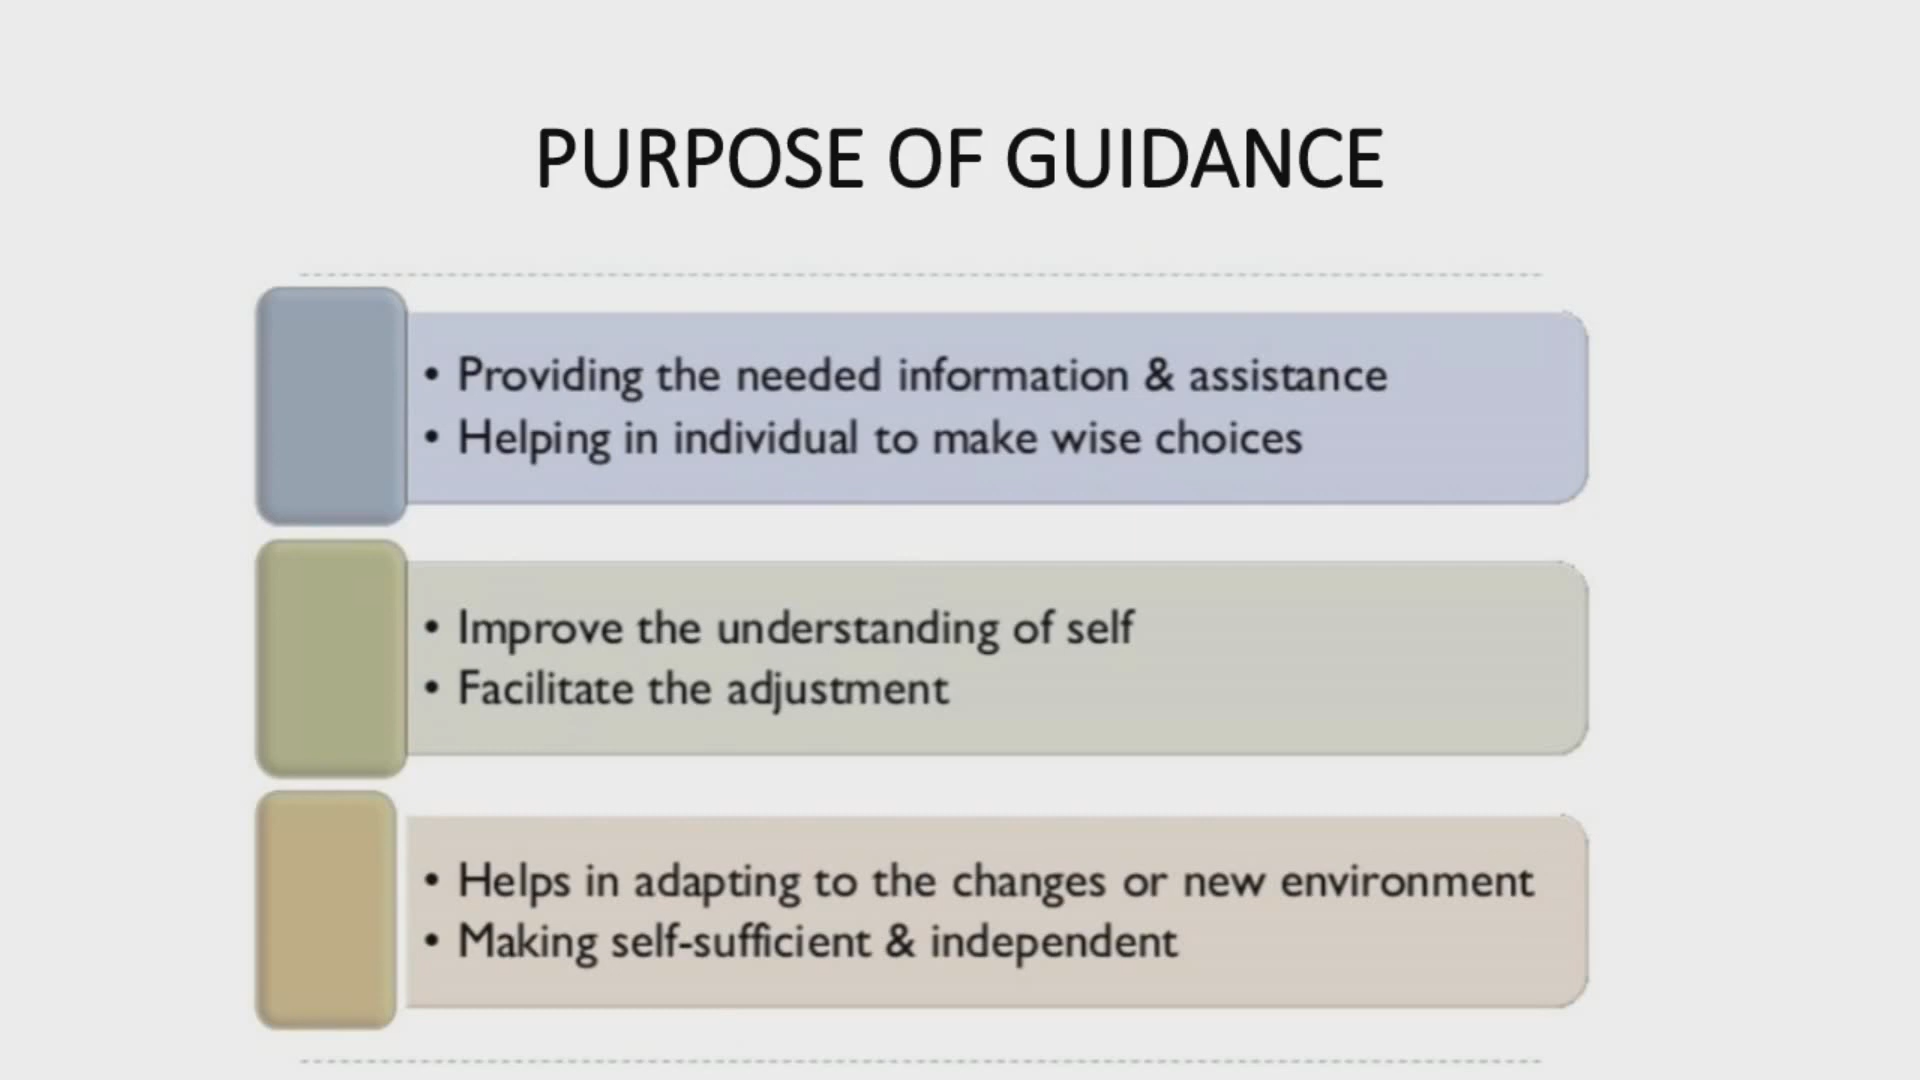 PURPOSE OF GUIDANCE
• Providing the needed information & assistance
• Helping in individual to make wise choices
• Improve the understanding of self
• Facilitate the adjustment
• Helps in adapting to the changes or new environment
• Making self-sufficient & independent